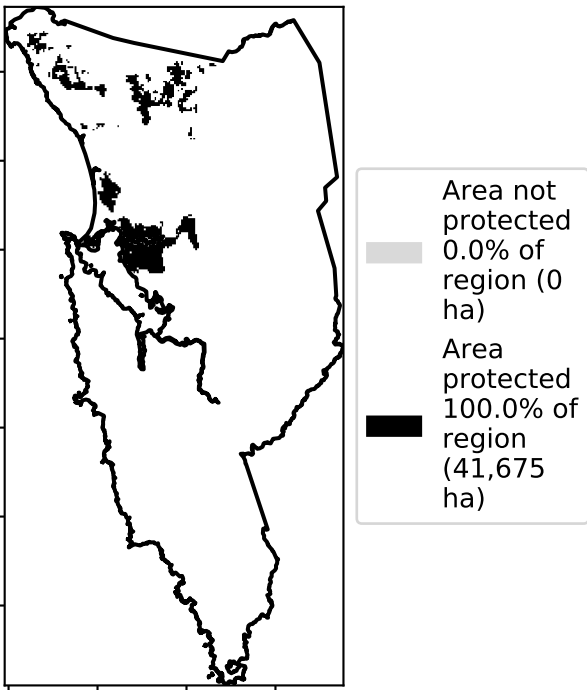 Area not
protected
0.0% of
region (0
ha)
Area
protected
100.0% of
region
(41,675
ha)